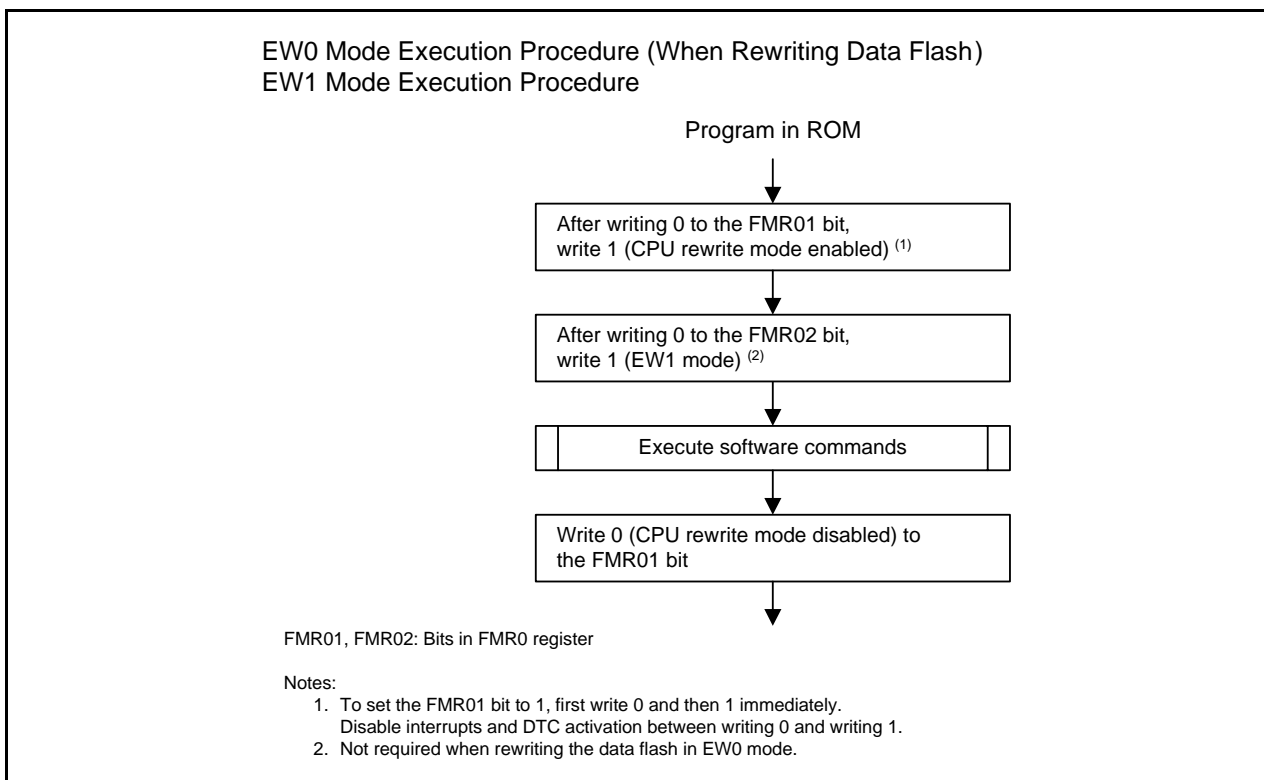 EW0 Mode Execution Procedure (When Rewriting Data Flash)
EW1 Mode Execution Procedure
Program in ROM
After writing 0 to the FMR01 bit,
write 1 (CPU rewrite mode enabled) (1)
After writing 0 to the FMR02 bit,
write 1 (EW1 mode) (2)
Execute software commands
Write 0 (CPU rewrite mode disabled) to
the FMR01 bit
FMR01, FMR02: Bits in FMR0 register
Notes:
1. To set the FMR01 bit to 1, first write 0 and then 1 immediately.
Disable interrupts and DTC activation between writing 0 and writing 1.
2. Not required when rewriting the data flash in EW0 mode.